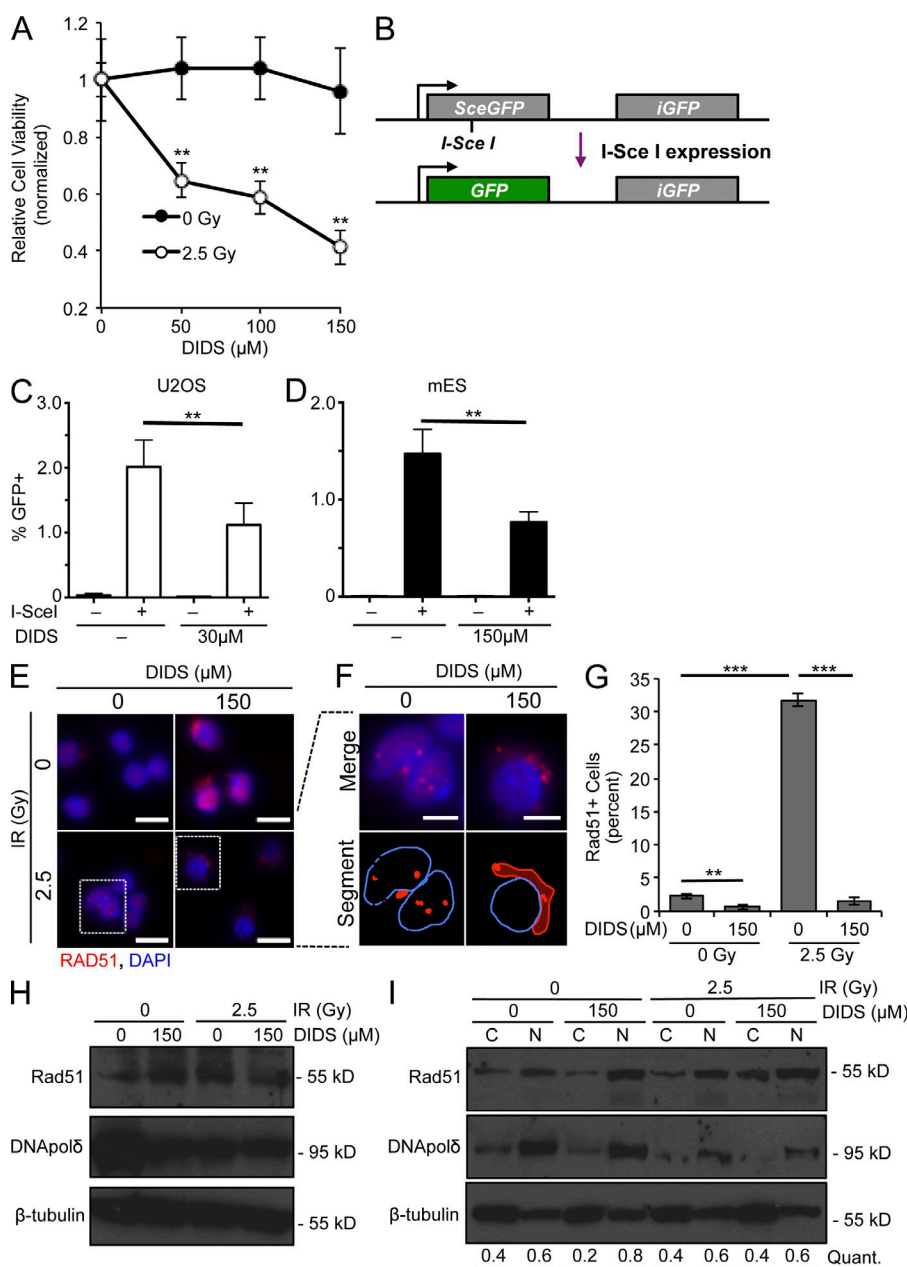 A
Relative Cell Viability
(normalized)
1.2
1
0.8
0.6
0.4
0.2
** ** **
0 Gy
2.5 Gy
0 50 100 150
DIDS (µM)
B
SceGFP iGFP
I-Sce I
I-Sce I expression
GFP iGFP
C
U2OS
% GFP+
3.0
2.0
1.0
0
**
I-SceI – + – +
DIDS – 30µM
D
mES
2.0
1.0
0
**
– + – +
– 150µM
E
DIDS (µM)
0 150
IR (Gy)
0
2.5
RAD51, DAPI
F
DIDS (µM)
0 150
Merge
Segment
G
Rad51+ Cells
(percent)
35
30
25
20
15
10
5
0
*** ***
**
DIDS (µM) 0 150 0 150
0 Gy 2.5 Gy
H
0 2.5 IR (Gy)
0 150 0 150 DIDS (µM)
Rad51 - 55 kD
DNApolδ - 95 kD
β-tubulin - 55 kD
I
0 2.5 IR (Gy)
0 150 0 150 DIDS (µM)
C N C N C N C N
Rad51 - 55 kD
DNApolδ - 95 kD
β-tubulin - 55 kD
0.4 0.6 0.2 0.8 0.4 0.6 0.4 0.6 Quant.